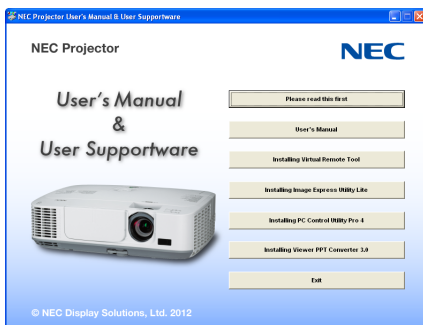 NEC Projector User's Manual & User Supportware
NEC Projector
NEC
User's Manual
&
User Supportware
Please read this first
User's Manual
Installing Virtual Remote Tool
Installing Image Express Utility Lite
Installing PC Control Utility Pro 4
Installing Viewer PPT Converter 3.0
Exit
© NEC Display Solutions, Ltd. 2012